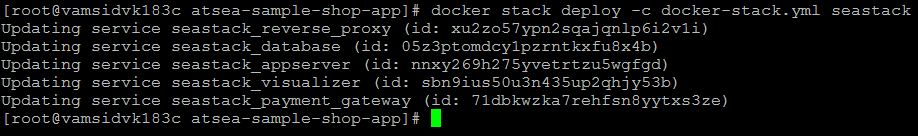 [root@vamsidvk183c atsea-sample-shop-app]# docker stack deploy -c docker-stack.yml seastack
Updating service seastack_reverse_proxy (id: xu2zo57ypn2sqajqnlp6i2v1i)
Updating service seastack_database (id: 05z3ptomdcy1pzrntkxfu8x4b)
Updating service seastack_appserver (id: nnxy269h275yvetrtzu5wgfgd)
Updating service seastack_visualizer (id: sbn9ius50u3n435up2qhjy53b)
Updating service seastack_payment_gateway (id: 71dbkwzka7rehfsn8yytxs3ze)
[root@vamsidvk183c atsea-sample-shop-app]#